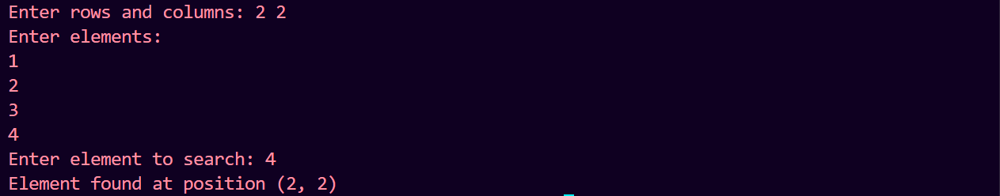 Enter rows and columns: 2 2
Enter elements:
1
2
3
4
Enter element to search: 4
Element found at position (2, 2)